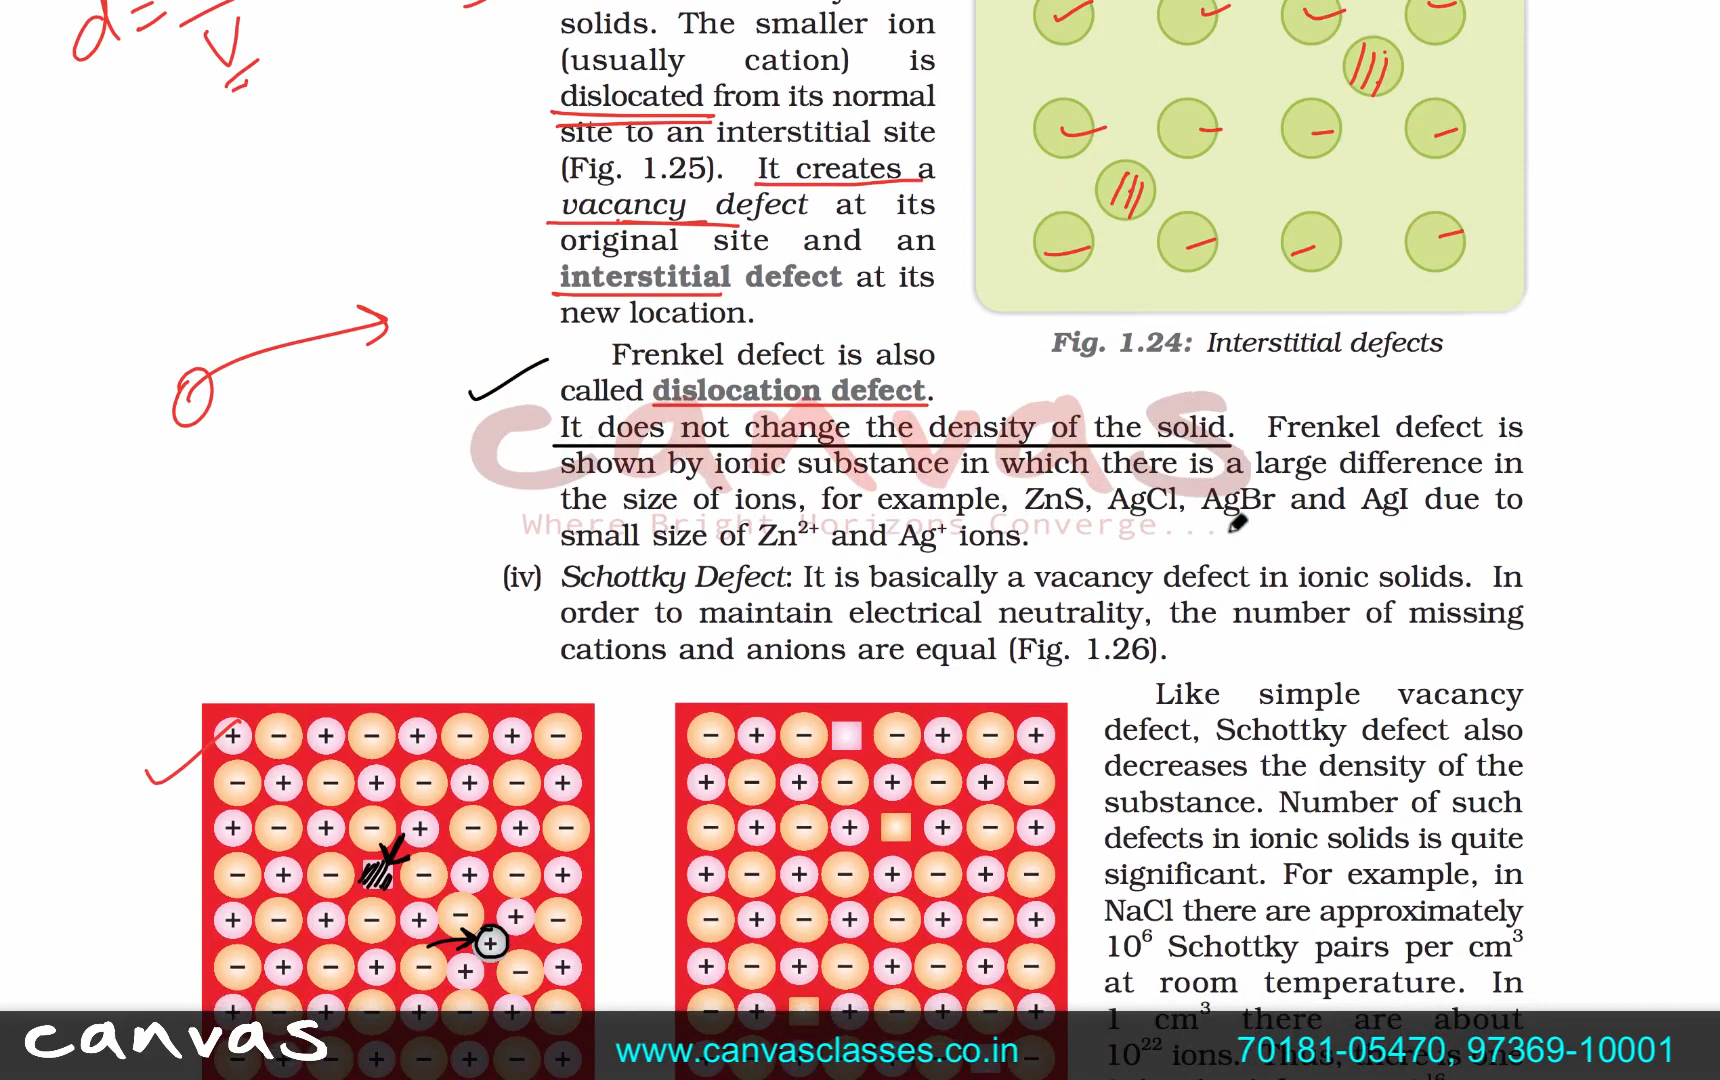 d =
V
solids. The smaller ion
(usually cation) is
dislocated from its normal
site to an interstitial site
(Fig. 1.25). It creates a
vacancy defect at its
original site and an
interstitial defect at its
new location.
Fig. 1.24: Interstitial defects
Frenkel defect is also
called dislocation defect.
It does not change the density of the solid. Frenkel defect is
shown by ionic substance in which there is a large difference in
the size of ions, for example, ZnS, AgCl, AgBr and AgI due to
small size of Zn²⁺ and Ag⁺ ions.
canvas
Where Bright Horizons Converge...
(iv) Schottky Defect: It is basically a vacancy defect in ionic solids. In
order to maintain electrical neutrality, the number of missing
cations and anions are equal (Fig. 1.26).
Like simple vacancy
defect, Schottky defect also
decreases the density of the
substance. Number of such
defects in ionic solids is quite
significant. For example, in
NaCl there are approximately
10⁶ Schottky pairs per cm³
at room temperature. In
1 cm³ there are about
10²² ions. Thus, there is one
canvas
www.canvasclasses.co.in
70181-05470, 97369-10001